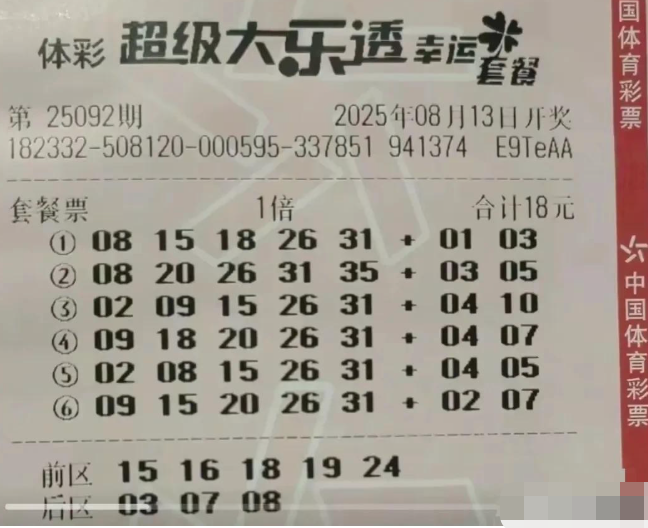 体彩 超级大乐透 幸运套餐
第 25092期 2025年08月13日开奖
182332-508120-000595-337851 941374 E9TeAA
套餐票 1倍 合计18元
① 08 15 18 26 31 + 01 03
② 08 20 26 31 35 + 03 05
③ 02 09 15 26 31 + 04 10
④ 09 18 20 26 31 + 04 07
⑤ 02 08 15 26 31 + 04 05
⑥ 09 15 20 26 31 + 02 07
前区 15 16 18 19 24
后区 03 07 08
国体育彩票
中国体育彩票